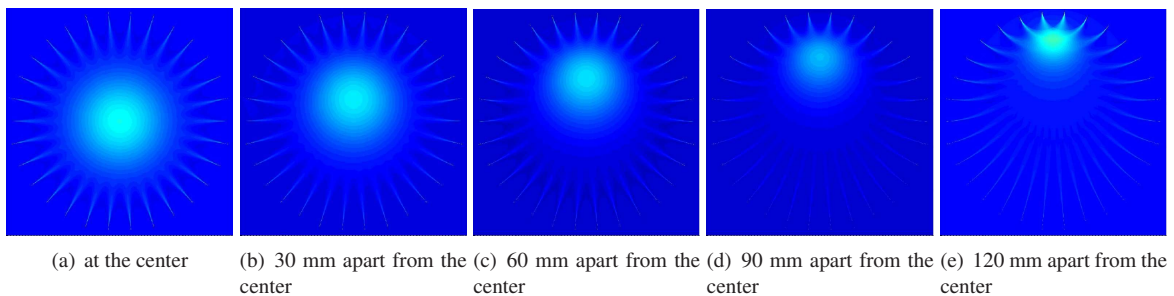 (a) at the center
(b) 30 mm apart from the center
(c) 60 mm apart from the center
(d) 90 mm apart from the center
(e) 120 mm apart from the center